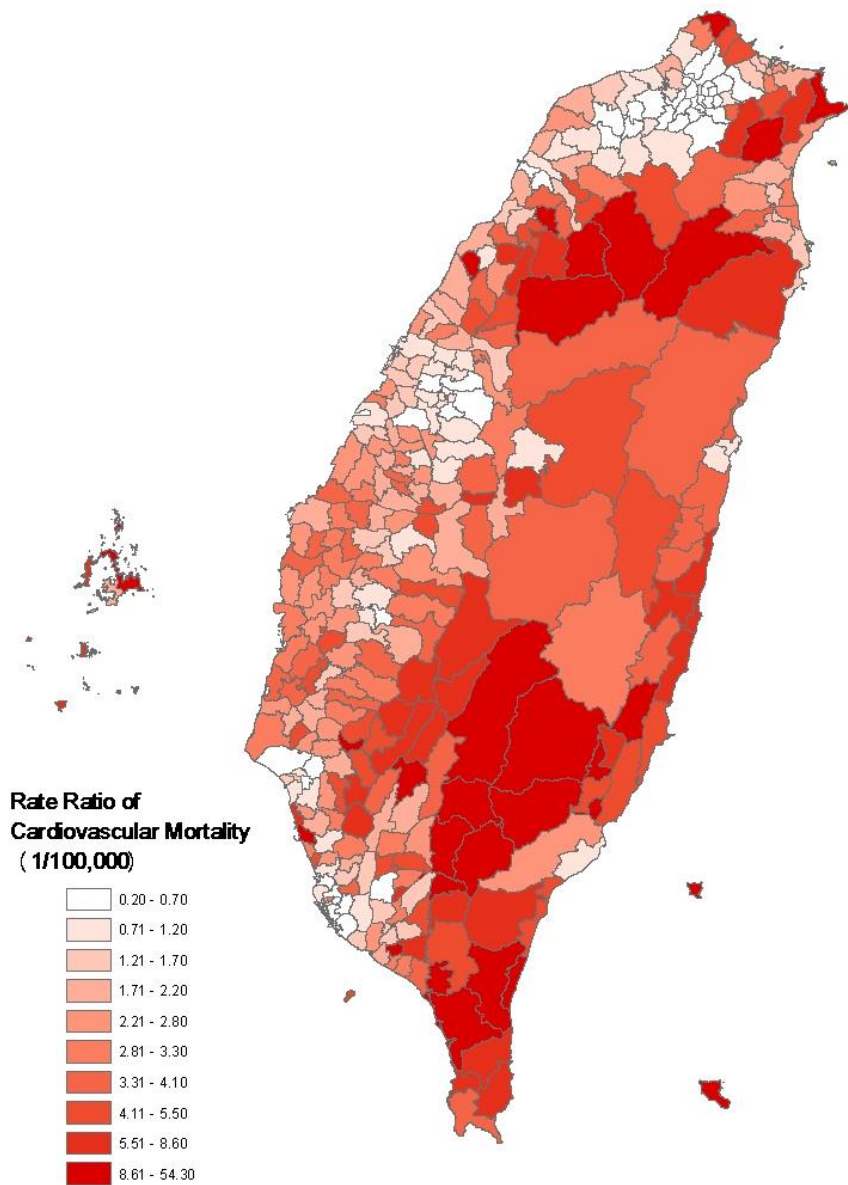 Rate Ratio of
Cardiovascular Mortality
( 1/100,000)
0.20 - 0.70
0.71 - 1.20
1.21 - 1.70
1.71 - 2.20
2.21 - 2.80
2.81 - 3.30
3.31 - 4.10
4.11 - 5.50
5.51 - 8.60
8.61 - 54.30